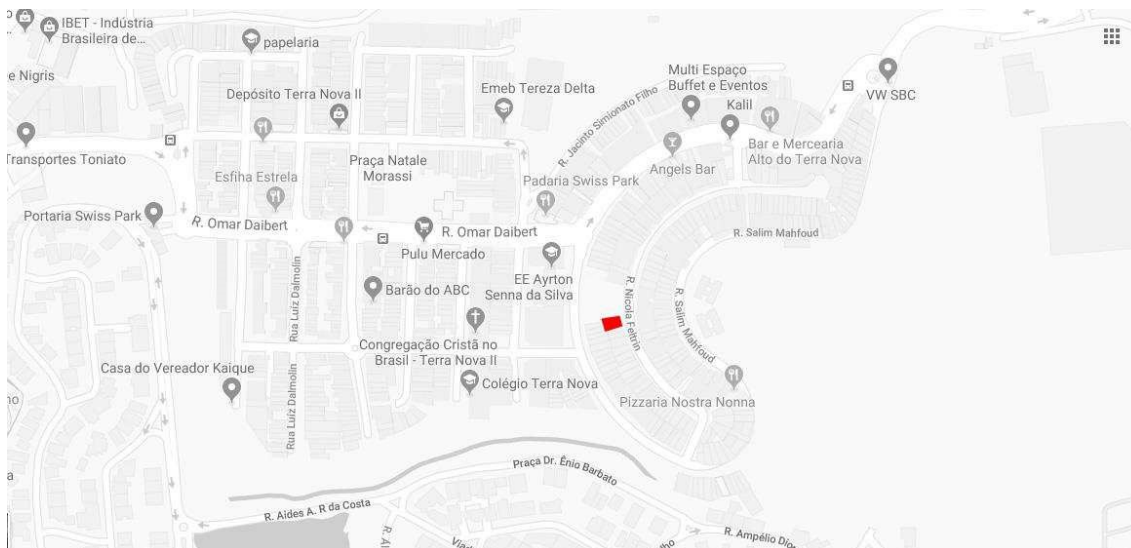 IBET - Indústria
Brasileira de...
papelaria
e Nigris
Depósito Terra Nova II
Emeb Tereza Delta
Multi Espaço
Buffet e Eventos
VW SBC
R. Jacinto Simionato Filho
Kalil
Bar e Mercearia
Alto do Terra Nova
Transportes Toniato
Praça Natale
Morassi
Angels Bar
Esfiha Estrela
Padaria Swiss Park
Portaria Swiss Park
R. Omar Daibert
R. Omar Daibert
R. Salim Mahfoud
Pulu Mercado
EE Ayrton
Senna da Silva
Rua Luíz Dalmolin
Barão do ABC
R. Nicola Feltrin
R. Salim Mahfoud
Congregação Cristã no
Brasil - Terra Nova II
Casa do Vereador Kaique
Colégio Terra Nova
Pizzaria Nostra Nonna
Rua Luíz Dalmolin
Praça Dr. Ênio Barbato
R. Aides A. R da Costa
R. Ampélio Dio